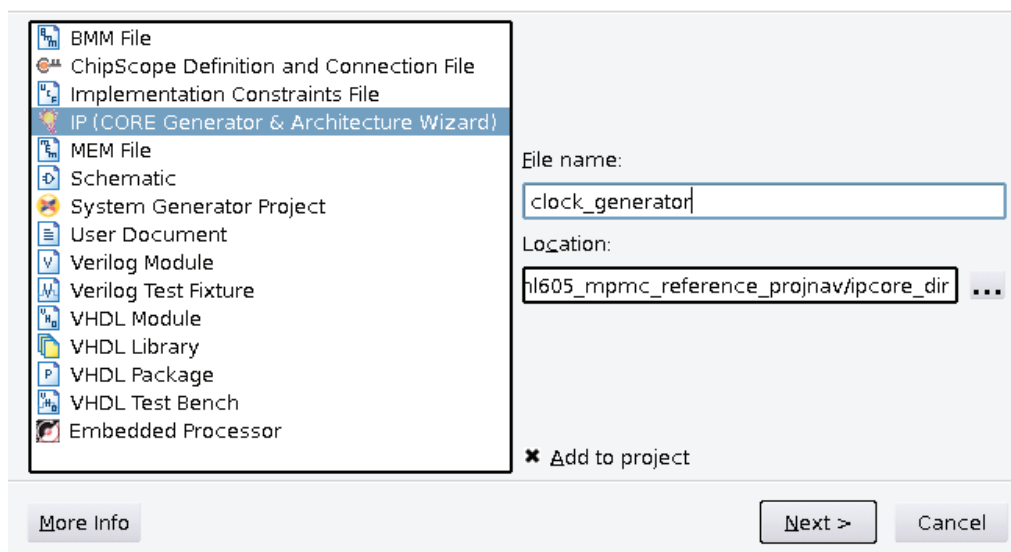 BMM File
ChipScope Definition and Connection File
Implementation Constraints File
IP (CORE Generator & Architecture Wizard)
MEM File
Schematic
System Generator Project
User Document
Verilog Module
Verilog Test Fixture
VHDL Module
VHDL Library
VHDL Package
VHDL Test Bench
Embedded Processor
File name:
clock_generator
Location:
l605_mpmc_reference_projnav/ipcore_dir
...
Add to project
More Info
Next >
Cancel